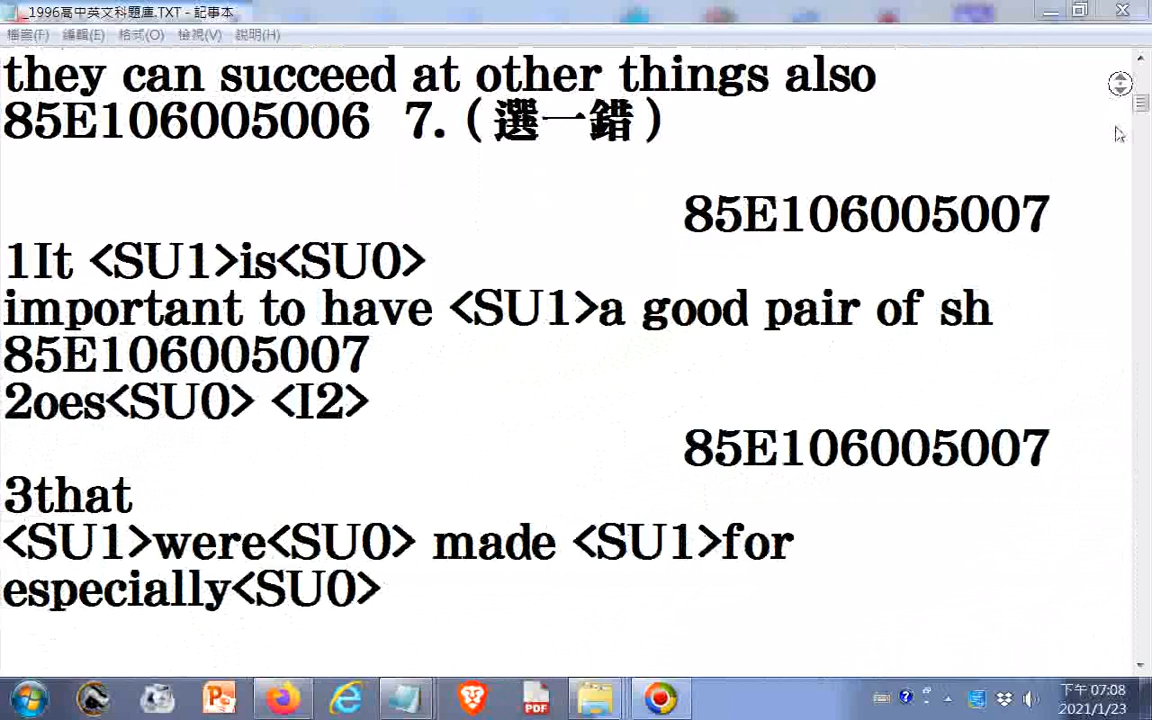 _1996高中英文科題庫.TXT - 記事本
檔案(F) 編輯(E) 格式(O) 檢視(V) 說明(H)
they can succeed at other things also
85E106005006 7.(選一錯)
85E106005007
1It <SU1>is<SU0>
important to have <SU1>a good pair of sh
85E106005007
2oes<SU0> <I2>
85E106005007
3that
<SU1>were<SU0> made <SU1>for
especially<SU0>
PDF
下午 07:08
2021/1/23